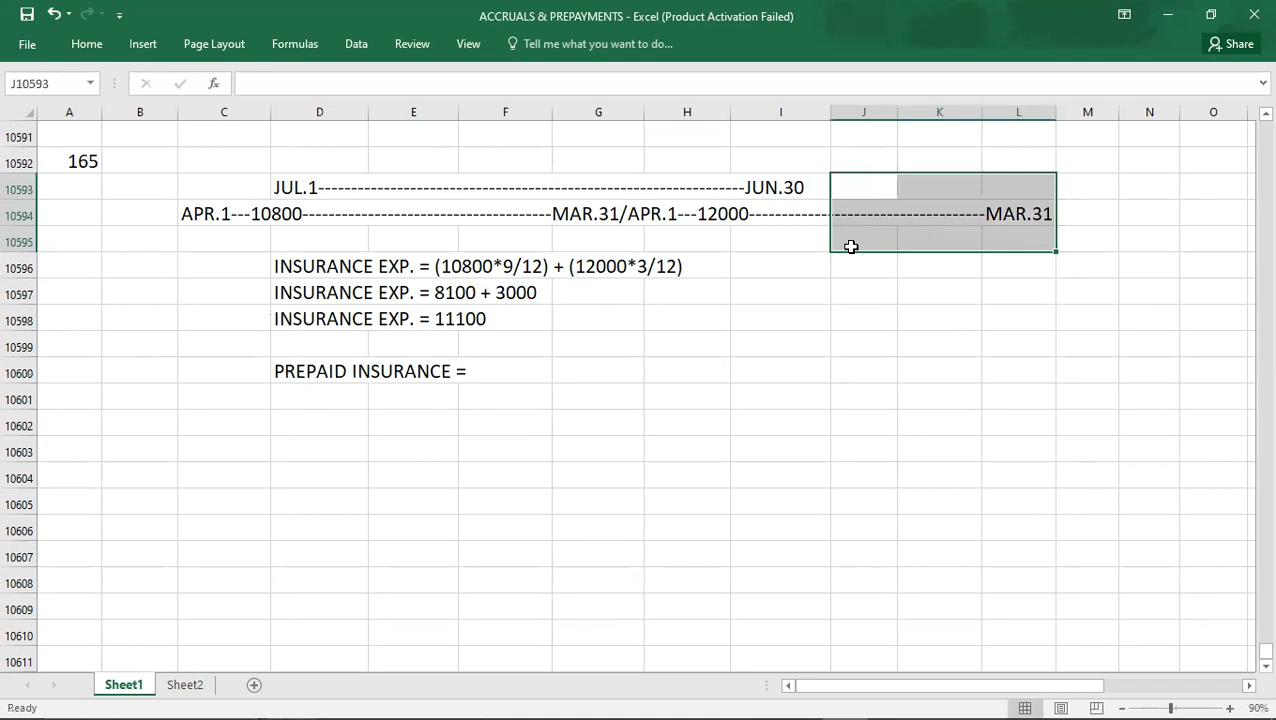 ACCRUALS & PREPAYMENTS - Excel (Product Activation Failed)
File Home Insert Page Layout Formulas Data Review View Tell me what you want to do... Share
J10593 fx
A B C D E F G H I J K L M N O
10591
10592 165
10593 JUL.1-----------------------------------------------------------------JUN.30
10594 APR.1---10800--------------------------------------MAR.31/APR.1---12000------------------------------------MAR.31
10595
10596 INSURANCE EXP. = (10800*9/12) + (12000*3/12)
10597 INSURANCE EXP. = 8100 + 3000
10598 INSURANCE EXP. = 11100
10599
10600 PREPAID INSURANCE =
10601
10602
10603
10604
10605
10606
10607
10608
10609
10610
10611
Sheet1 Sheet2
Ready 90%